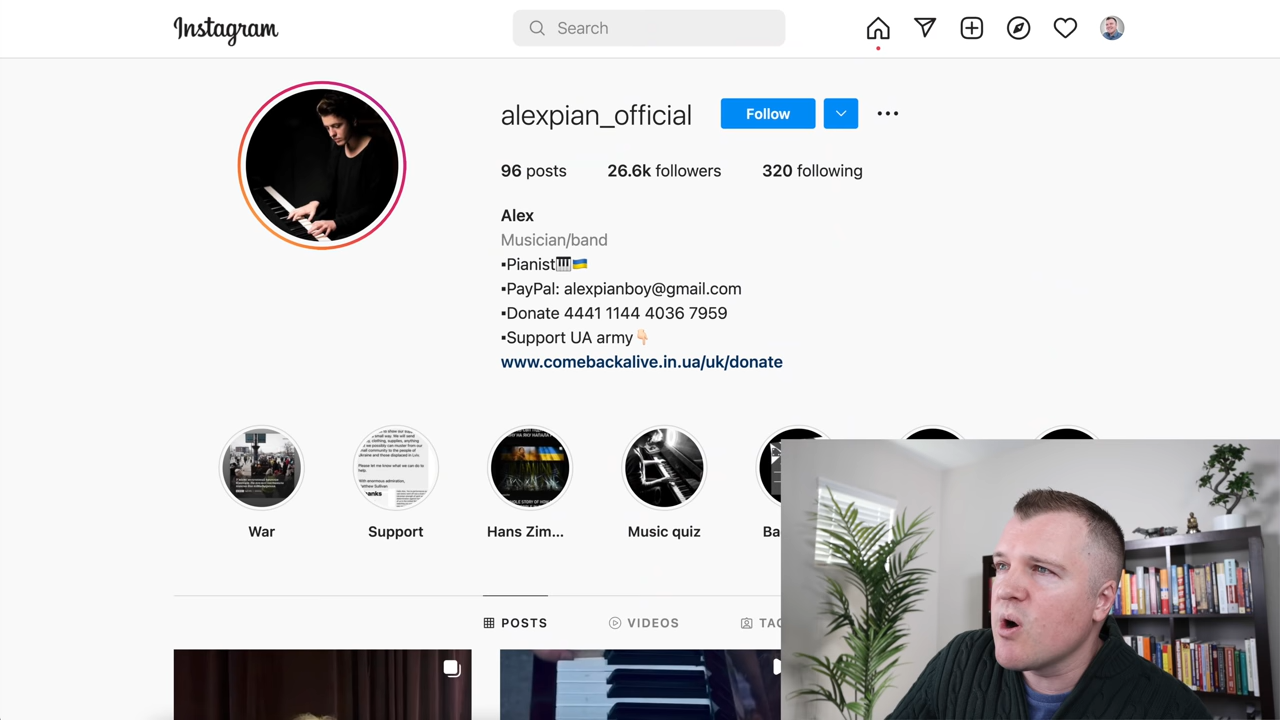 Instagram
Search
alexpian_official
Follow
96 posts 26.6k followers 320 following
Alex
Musician/band
▪Pianist🎹🇺🇦
▪PayPal: alexpianboy@gmail.com
▪Donate 4441 1144 4036 7959
▪Support UA army👇🏻
www.comebackalive.in.ua/uk/donate
War
Support
Hans Zim...
Music quiz
Ba
POSTS
VIDEOS
TAG